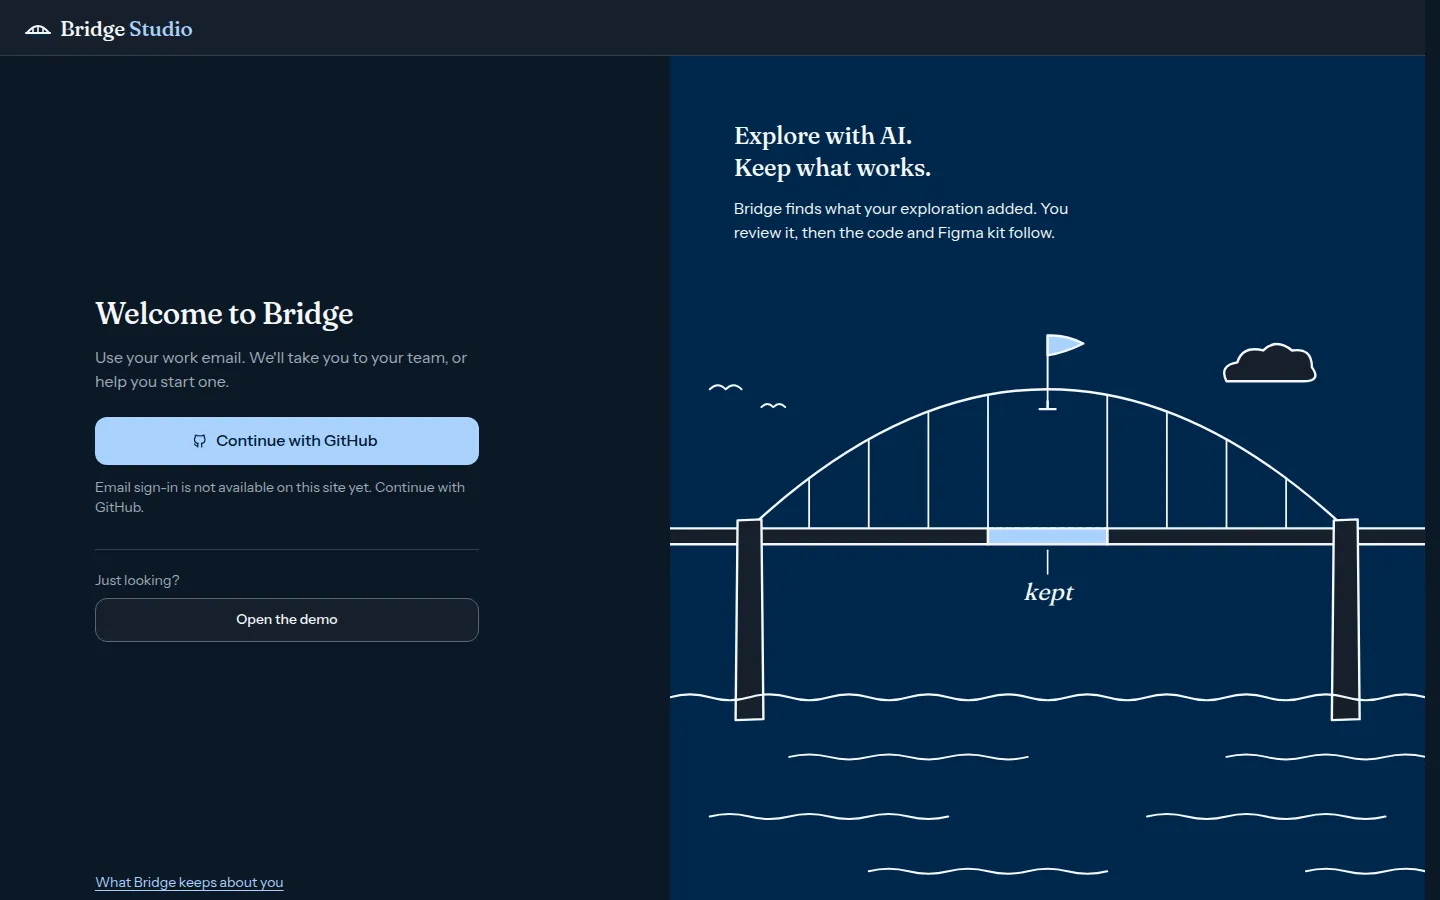 Bridge Studio
Explore with AI.
Keep what works.
Bridge finds what your exploration added. You
review it, then the code and Figma kit follow.
Welcome to Bridge
Use your work email. We'll take you to your team, or
help you start one.
Continue with GitHub
Email sign-in is not available on this site yet. Continue with
GitHub.
Just looking?
Open the demo
What Bridge keeps about you
kept